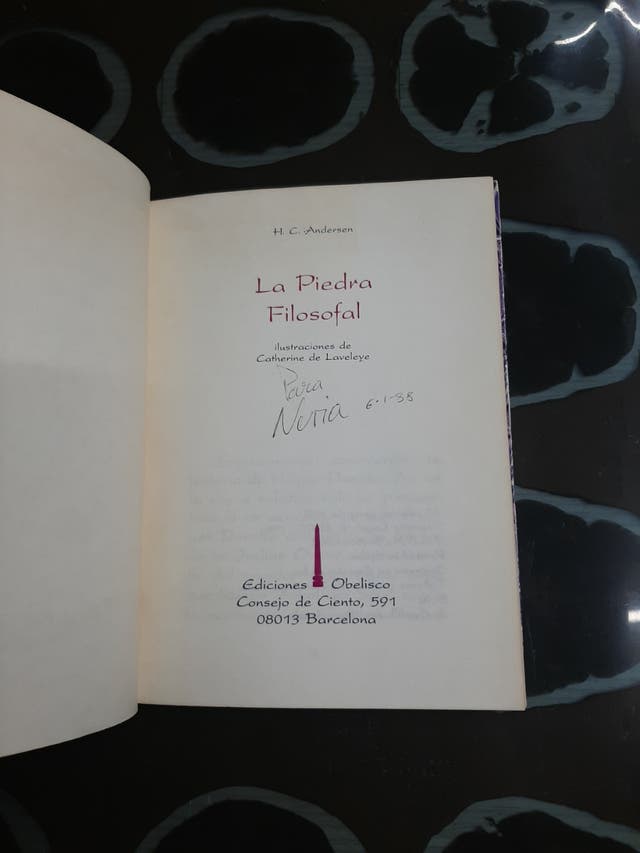 H. C. Andersen
La Piedra
Filosofal
ilustraciones de
Catherine de Laveleye
Para
Nuria 6-1-98
Ediciones Obelisco
Consejo de Ciento, 591
08013 Barcelona